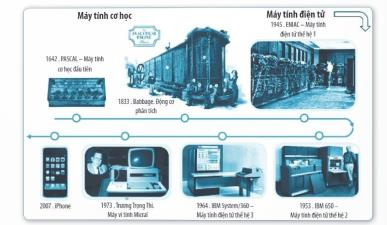 Máy tính cơ học
Máy tính điện tử
1945 . ENIAC – Máy tính
điện tử thế hệ 1
ANALYTICAL
ENGINE
1642 . PASCAL – Máy tính
cơ học đầu tiên
1833 . Babbage. Động cơ
phân tích
2007 . iPhone
1973 . Trương Trọng Thi.
Máy vi tính Micral
1964 . IBM System/360 –
Máy tính điện tử thế hệ 3
1953 . IBM 650 –
Máy tính điện tử thế hệ 2